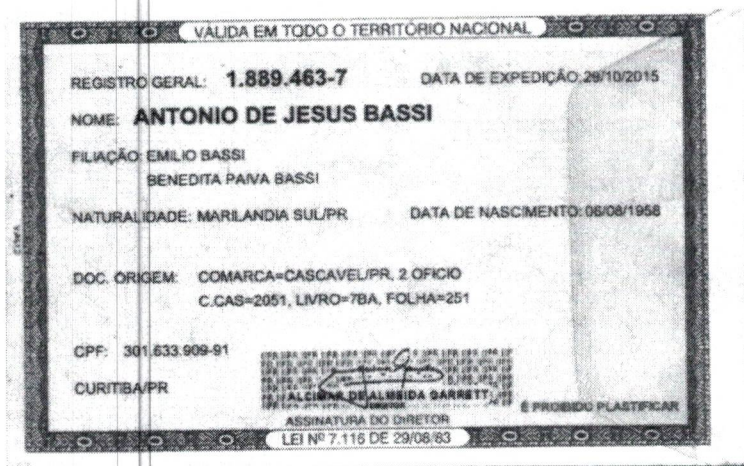 VÁLIDA EM TODO O TERRITÓRIO NACIONAL
REGISTRO GERAL: 1.889.463-7 DATA DE EXPEDIÇÃO: 29/10/2015
NOME: ANTONIO DE JESUS BASSI
FILIAÇÃO: EMILIO BASSI
BENEDITA PAIVA BASSI
NATURALIDADE: MARILANDIA SUL/PR DATA DE NASCIMENTO: 06/08/1958
DOC. ORIGEM: COMARCA=CASCAVEL/PR, 2 OFICIO
C.CAS=2051, LIVRO=7BA, FOLHA=251
CPF: 301.633.909-91
CURITIBA/PR
ALCIMAR DE ALMEIDA GARRETT
ASSINATURA DO DIRETOR
É PROIBIDO PLASTIFICAR
LEI Nº 7.116 DE 29/08/83